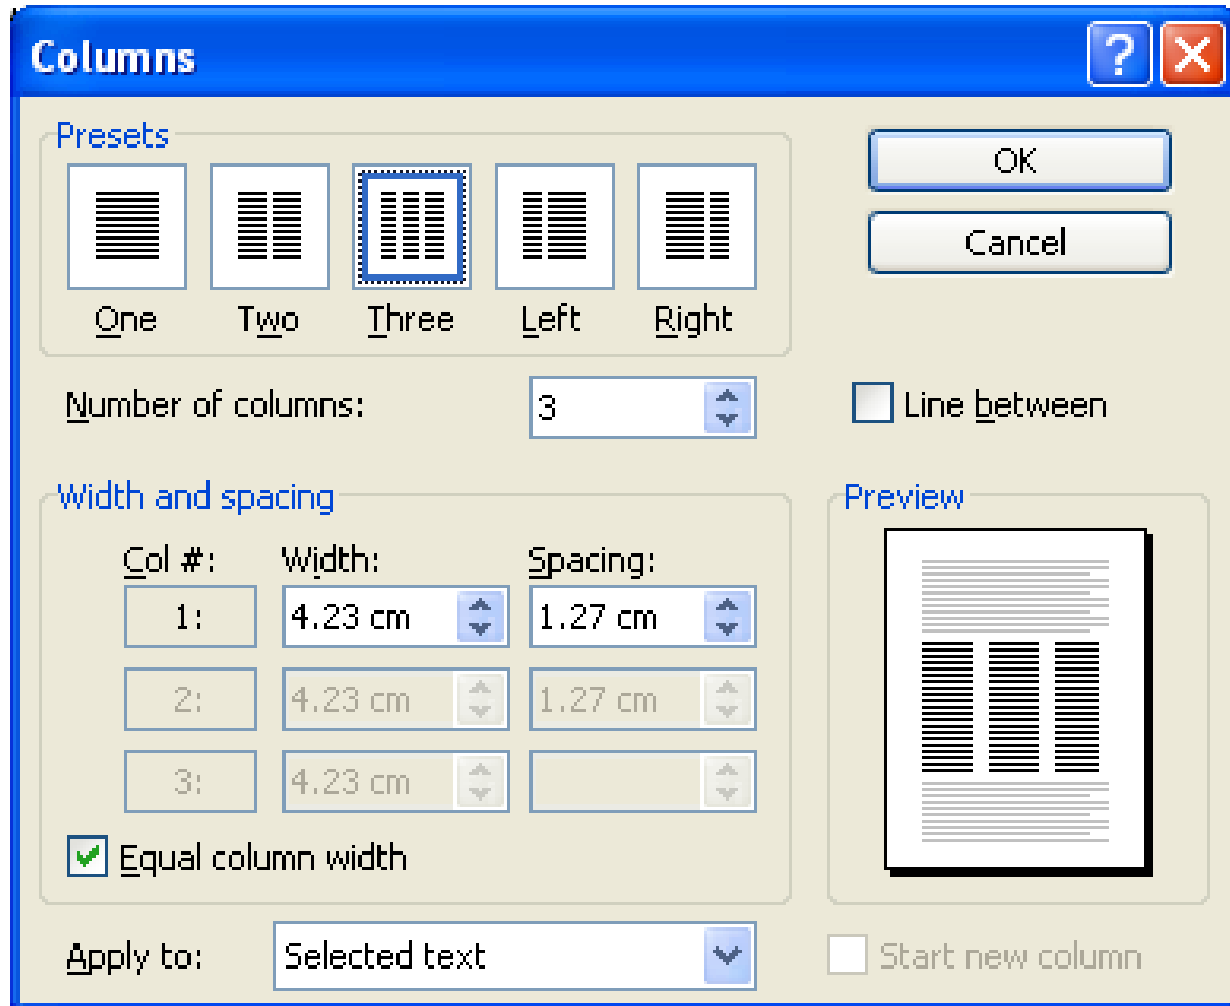 Columns
Presets
OK
Cancel
One Two Three Left Right
Number of columns: 3
Line between
Width and spacing
Preview
Col #: Width: Spacing:
1: 4.23 cm 1.27 cm
2: 4.23 cm 1.27 cm
3: 4.23 cm
Equal column width
Apply to: Selected text
Start new column